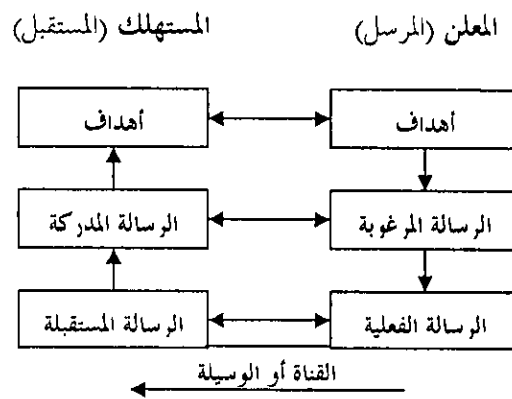 المعلن (المرسل)
المستهلك (المستقبل)
أهداف
أهداف
الرسالة المرغوبة
الرسالة المدركة
الرسالة الفعلية
الرسالة المستقبلة
القناة أو الوسيلة